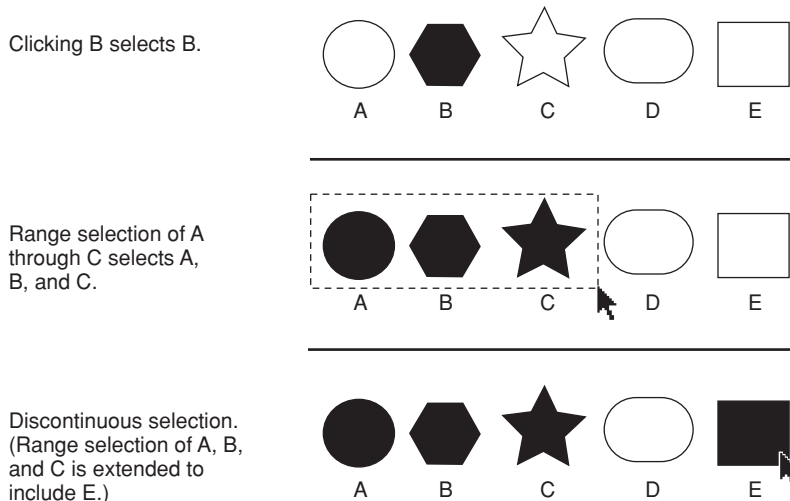 Clicking B selects B.
A B C D E
Range selection of A
through C selects A,
B, and C.
A B C D E
Discontinuous selection.
(Range selection of A, B,
and C is extended to
include E.)
A B C D E